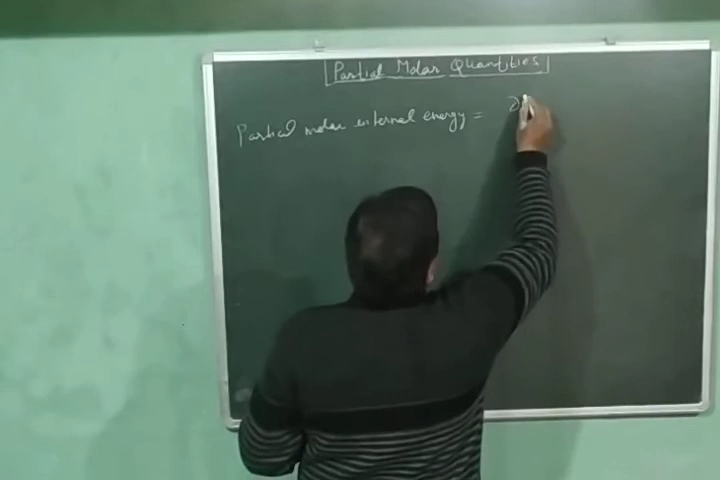 Partial Molar Quantities
Partial molar internal energy = ∂